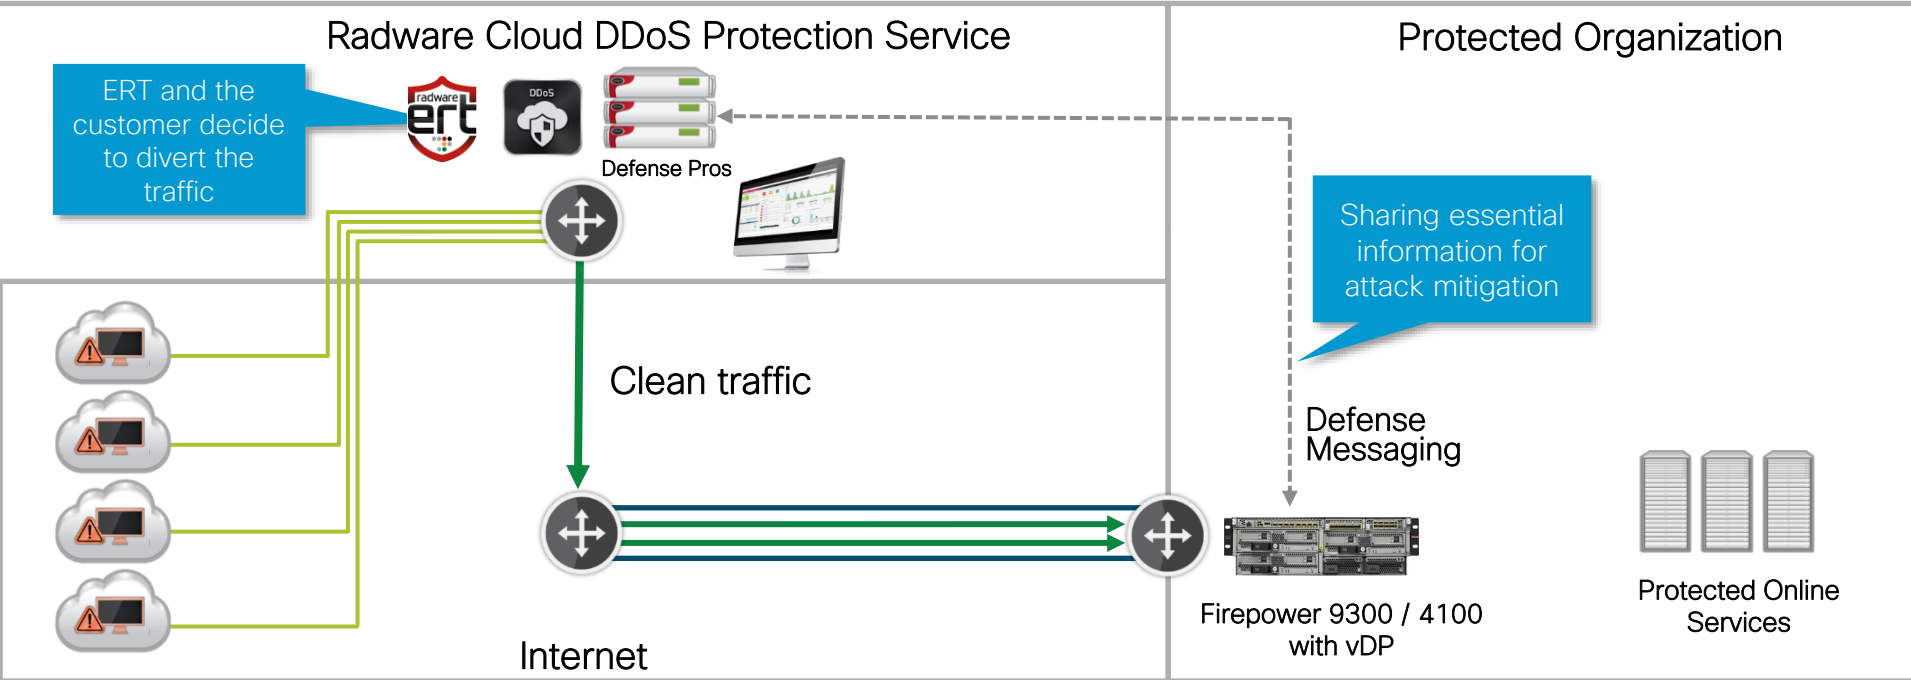 Radware Cloud DDoS Protection Service
Protected Organization
ERT and the
customer decide
to divert the
traffic
radware
ert
DDoS
Defense Pros
Sharing essential
information for
attack mitigation
Clean traffic
Defense
Messaging
Firepower 9300 / 4100
with vDP
Protected Online
Services
Internet